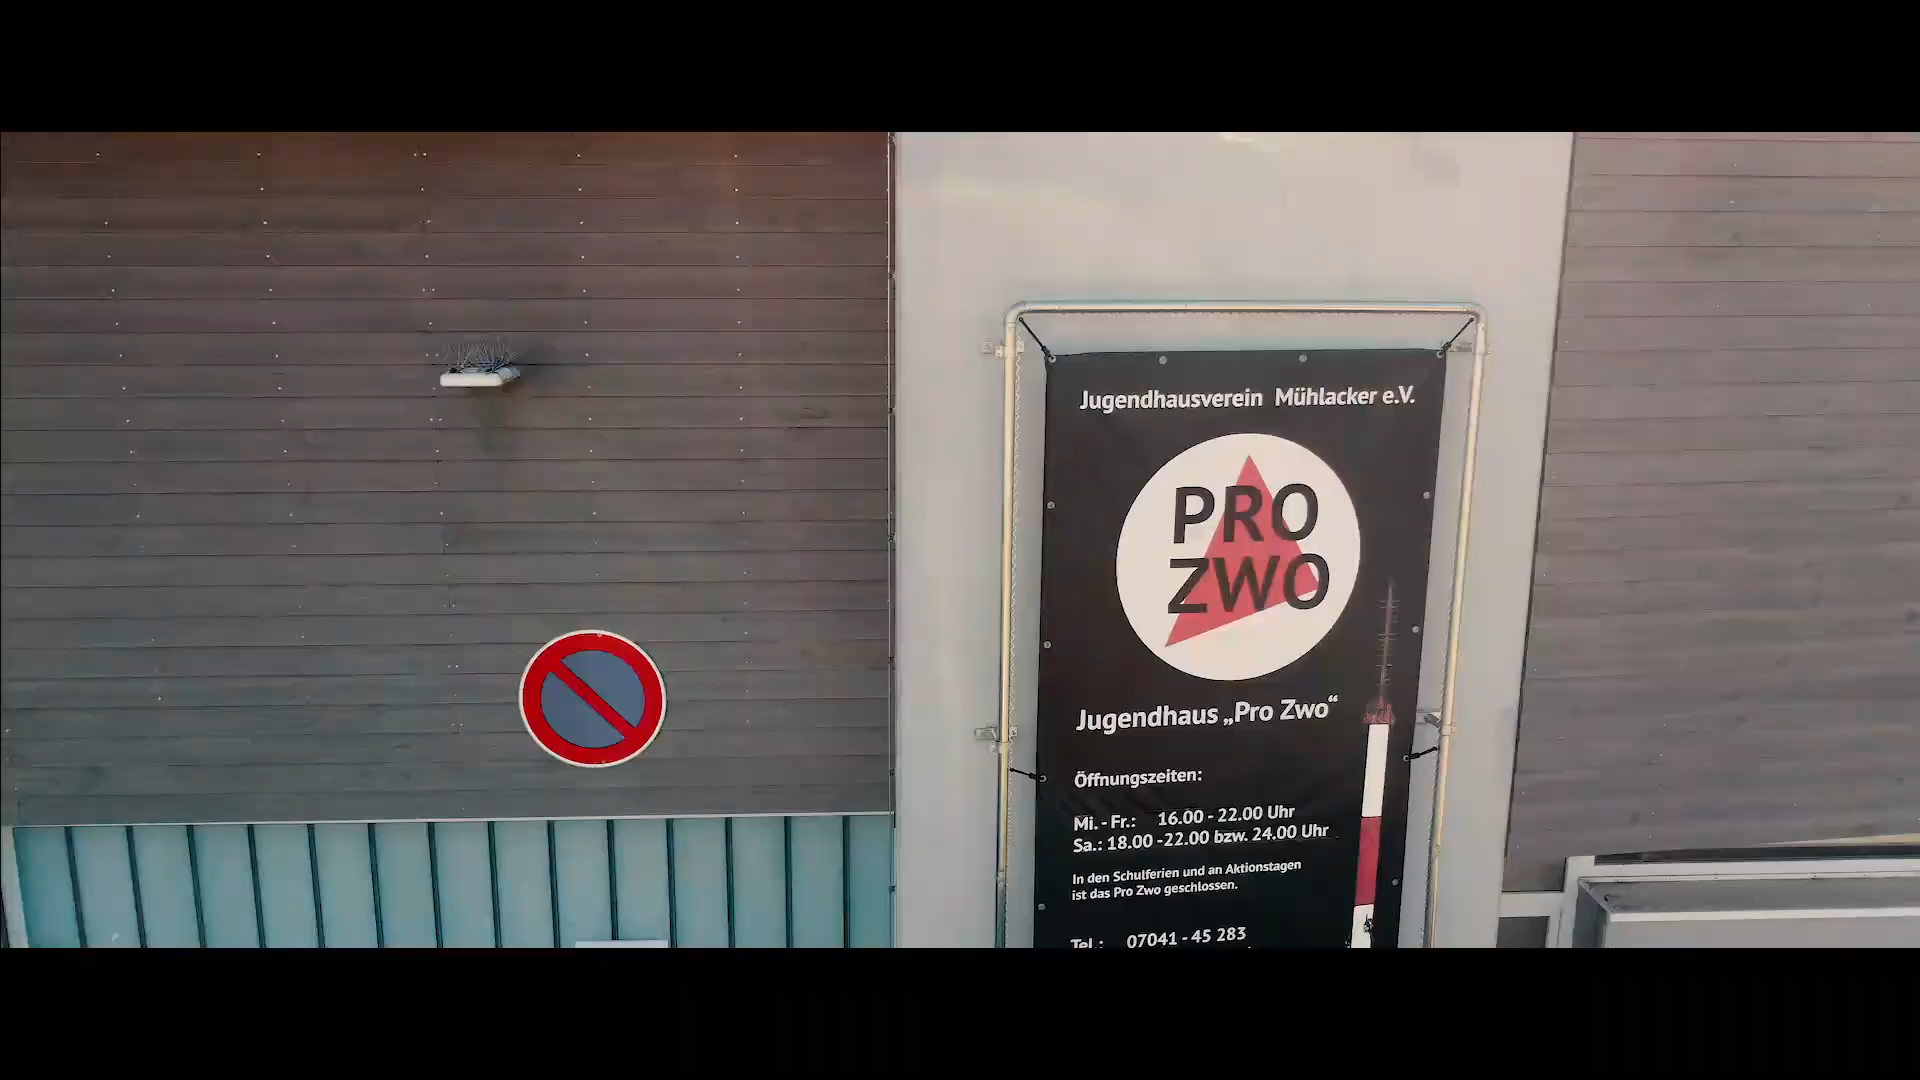 Jugendhausverein Mühlacker e.V.
PRO
ZWO
Jugendhaus „Pro Zwo“
Öffnungszeiten:
Mi. - Fr.: 16.00 - 22.00 Uhr
Sa.: 18.00 -22.00 bzw. 24.00 Uhr
In den Schulferien und an Aktionstagen
ist das Pro Zwo geschlossen.
Tel.: 07041 - 45 283